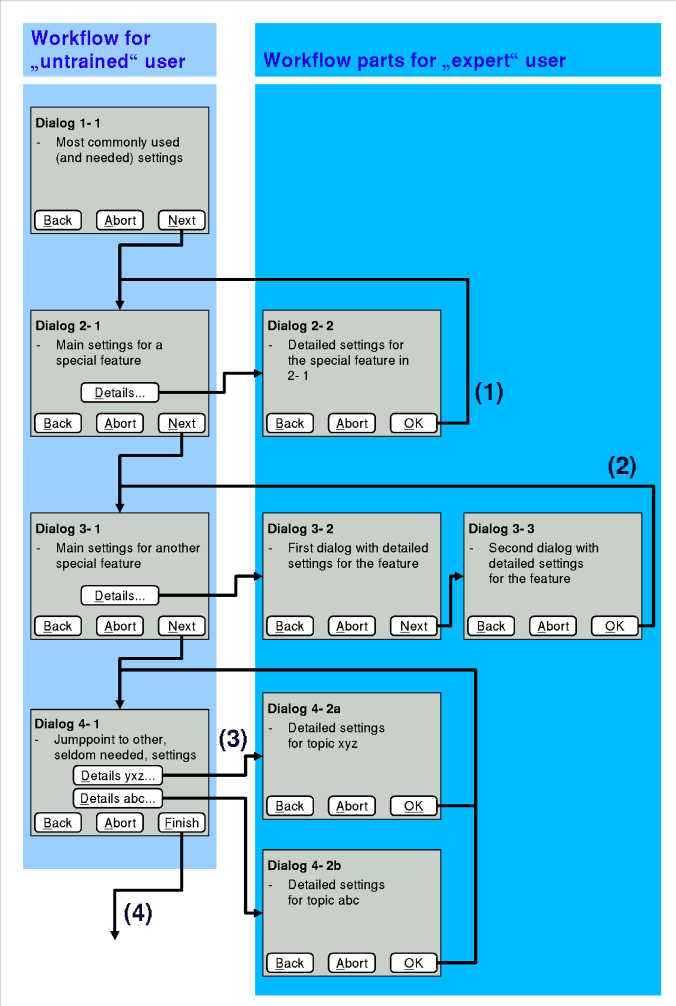 Workflow for
„untrained“ user
Workflow parts for „expert“ user
Dialog 1- 1
- Most commonly used
(and needed) settings
Back Abort Next
Dialog 2- 1
- Main settings for a
special feature
Details...
Back Abort Next
Dialog 2- 2
- Detailed settings for
the special feature in
2- 1
Back Abort OK
(1)
(2)
Dialog 3- 1
- Main settings for another
special feature
Details...
Back Abort Next
Dialog 3- 2
- First dialog with detailed
settings for the feature
Back Abort Next
Dialog 3- 3
- Second dialog with
detailed settings
for the feature
Back Abort OK
Dialog 4- 1
- Jumppoint to other,
seldom needed, settings
Details yxz...
Details abc...
Back Abort Finish
(3)
Dialog 4- 2a
- Detailed settings
for topic xyz
Back Abort OK
Dialog 4- 2b
- Detailed settings
for topic abc
Back Abort OK
(4)